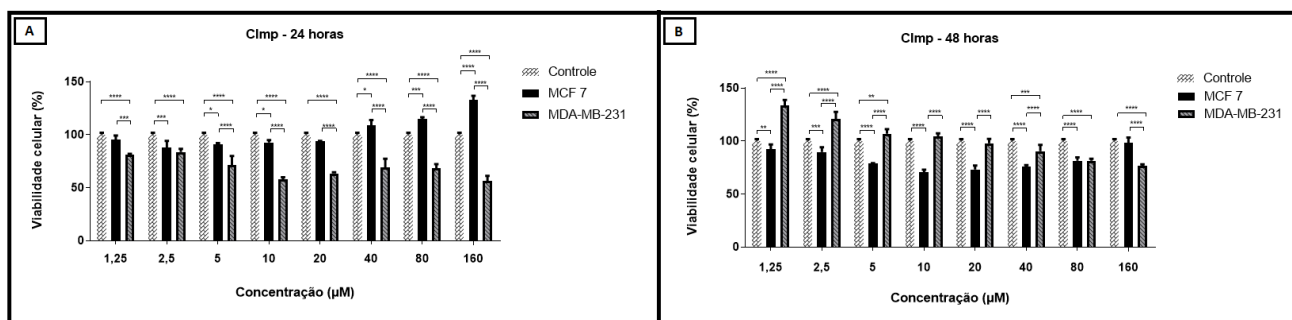 A
CImp - 24 horas
Viabilidade celular (%)
150
100
50
0
**** **** **** **** **** **** **** ****
*** *** * **** * **** **** * **** *** **** **** ****
1,25 2,5 5 10 20 40 80 160
Concentração (µM)
Controle
MCF 7
MDA-MB-231
B
CImp - 48 horas
Viabilidade celular (%)
150
100
50
0
**** **** ** *** **** ****
** **** *** **** **** **** **** **** **** **** **** **** **** ****
1,25 2,5 5 10 20 40 80 160
Concentração (µM)
Controle
MCF 7
MDA-MB-231